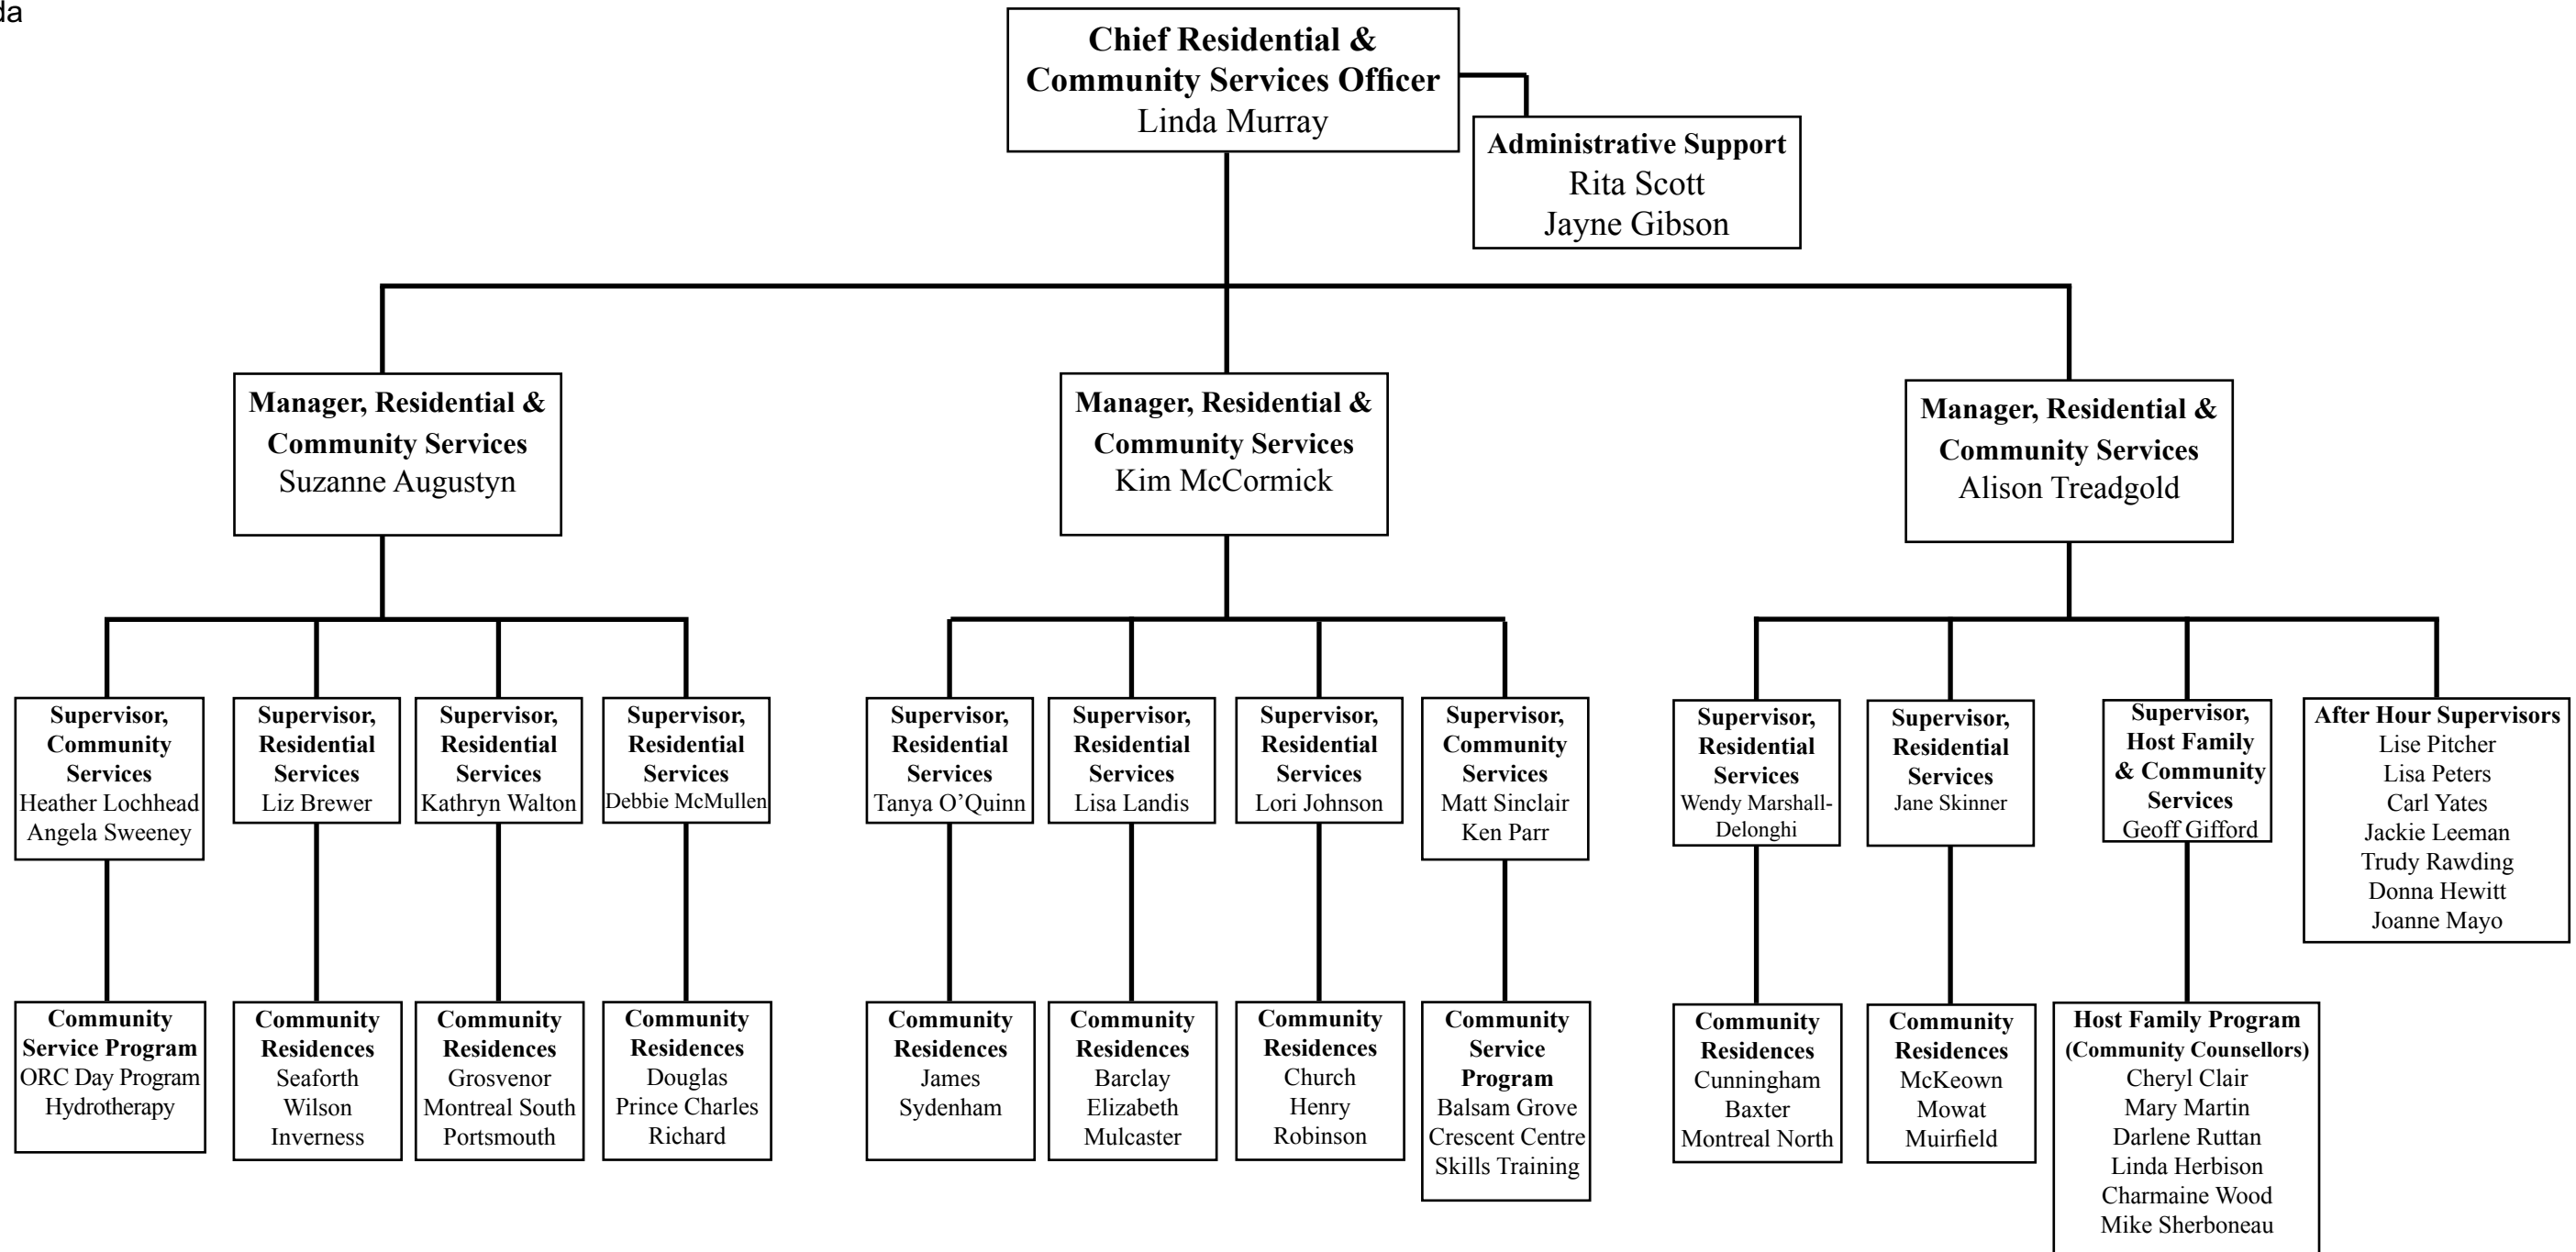 da
Chief Residential &
Community Services Officer
Linda Murray
Administrative Support
Rita Scott
Jayne Gibson
Manager, Residential &
Community Services
Suzanne Augustyn
Manager, Residential &
Community Services
Kim McCormick
Manager, Residential &
Community Services
Alison Treadgold
Supervisor,
Community
Services
Heather Lochhead
Angela Sweeney
Supervisor,
Residential
Services
Liz Brewer
Supervisor,
Residential
Services
Kathryn Walton
Supervisor,
Residential
Services
Debbie McMullen
Supervisor,
Residential
Services
Tanya O’Quinn
Supervisor,
Residential
Services
Lisa Landis
Supervisor,
Residential
Services
Lori Johnson
Supervisor,
Community
Services
Matt Sinclair
Ken Parr
Supervisor,
Residential
Services
Wendy Marshall-
Delonghi
Supervisor,
Residential
Services
Jane Skinner
Supervisor,
Host Family
& Community
Services
Geoff Gifford
After Hour Supervisors
Lise Pitcher
Lisa Peters
Carl Yates
Jackie Leeman
Trudy Rawding
Donna Hewitt
Joanne Mayo
Community
Service Program
ORC Day Program
Hydrotherapy
Community
Residences
Seaforth
Wilson
Inverness
Community
Residences
Grosvenor
Montreal South
Portsmouth
Community
Residences
Douglas
Prince Charles
Richard
Community
Residences
James
Sydenham
Community
Residences
Barclay
Elizabeth
Mulcaster
Community
Residences
Church
Henry
Robinson
Community
Service
Program
Balsam Grove
Crescent Centre
Skills Training
Community
Residences
Cunningham
Baxter
Montreal North
Community
Residences
McKeown
Mowat
Muirfield
Host Family Program
(Community Counsellors)
Cheryl Clair
Mary Martin
Darlene Ruttan
Linda Herbison
Charmaine Wood
Mike Sherboneau